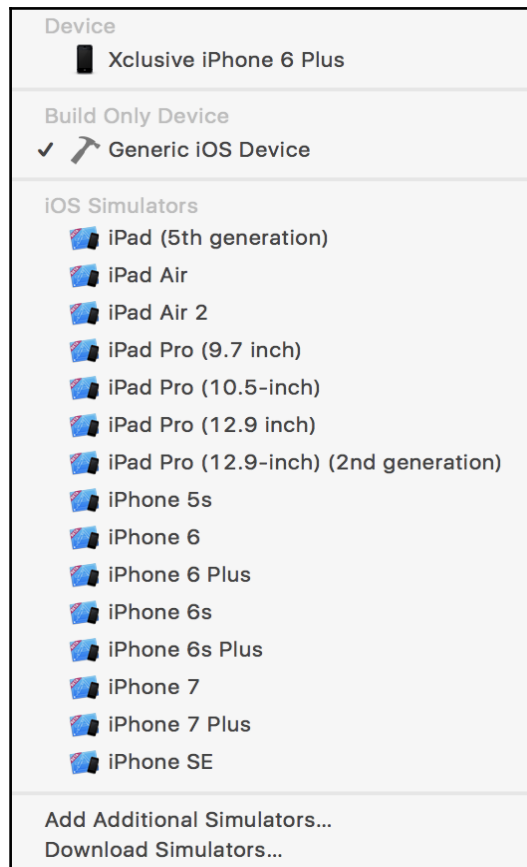 Device
Xclusive iPhone 6 Plus
Build Only Device
Generic iOS Device
iOS Simulators
iPad (5th generation)
iPad Air
iPad Air 2
iPad Pro (9.7 inch)
iPad Pro (10.5-inch)
iPad Pro (12.9 inch)
iPad Pro (12.9-inch) (2nd generation)
iPhone 5s
iPhone 6
iPhone 6 Plus
iPhone 6s
iPhone 6s Plus
iPhone 7
iPhone 7 Plus
iPhone SE
Add Additional Simulators...
Download Simulators...